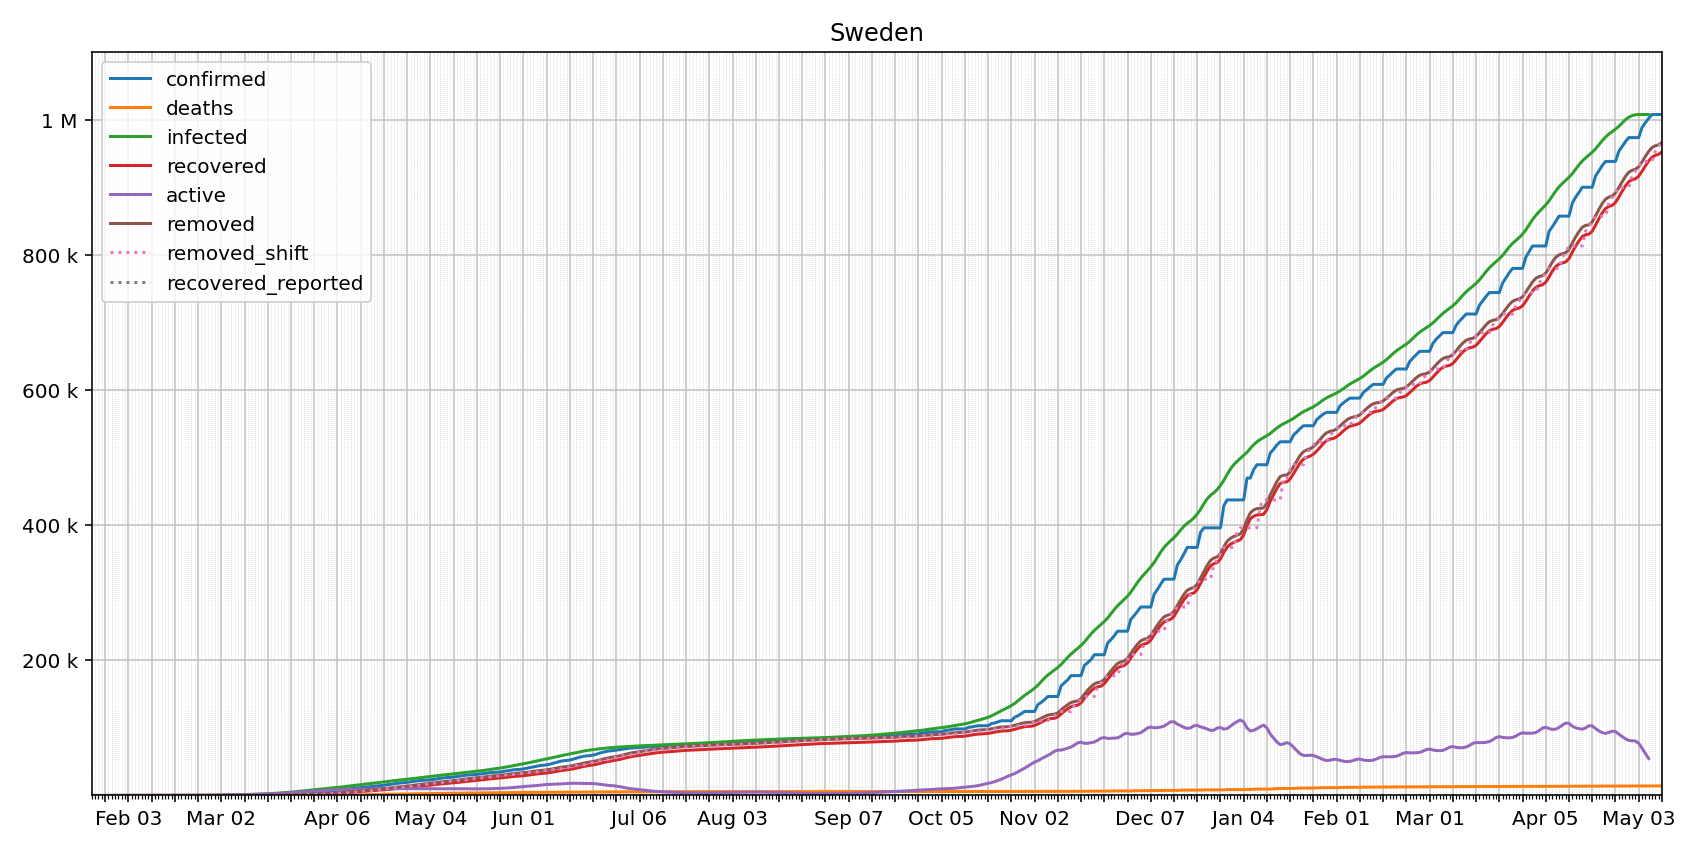 Sweden
confirmed
deaths
infected
recovered
active
removed
removed_shift
recovered_reported
1 M
800 k
600 k
400 k
200 k
Feb 03 Mar 02 Apr 06 May 04 Jun 01 Jul 06 Aug 03 Sep 07 Oct 05 Nov 02 Dec 07 Jan 04 Feb 01 Mar 01 Apr 05 May 03